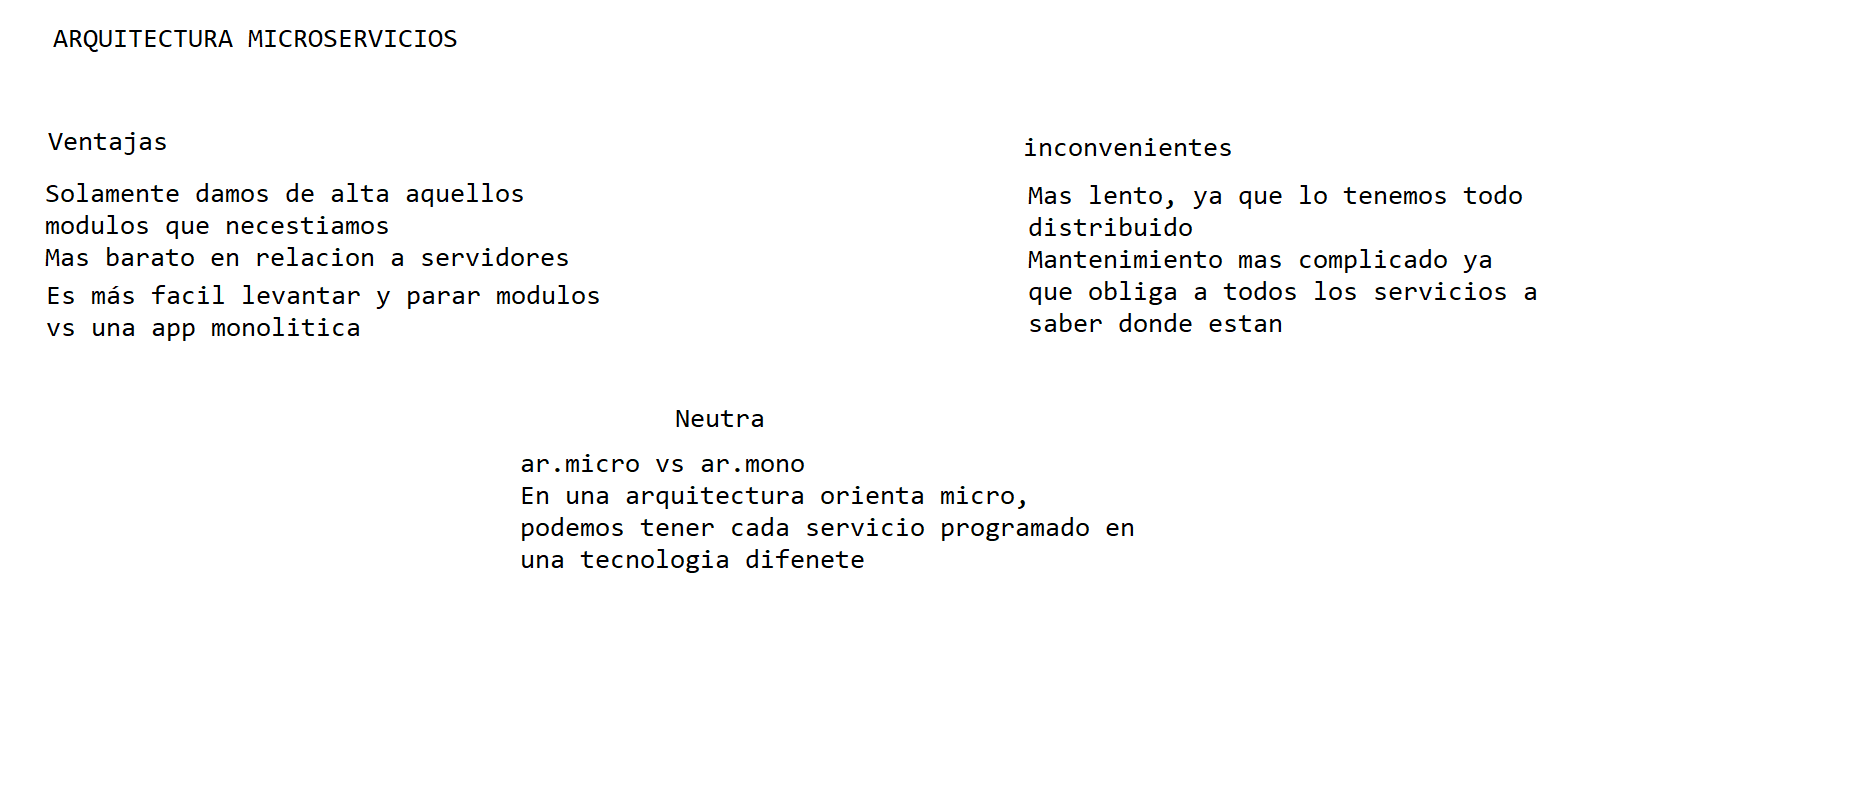 ARQUITECTURA MICROSERVICIOS
Ventajas
Solamente damos de alta aquellos
modulos que necestiamos
Mas barato en relacion a servidores
Es más facil levantar y parar modulos
vs una app monolitica
inconvenientes
Mas lento, ya que lo tenemos todo
distribuido
Mantenimiento mas complicado ya
que obliga a todos los servicios a
saber donde estan
Neutra
ar.micro vs ar.mono
En una arquitectura orienta micro,
podemos tener cada servicio programado en
una tecnologia difenete